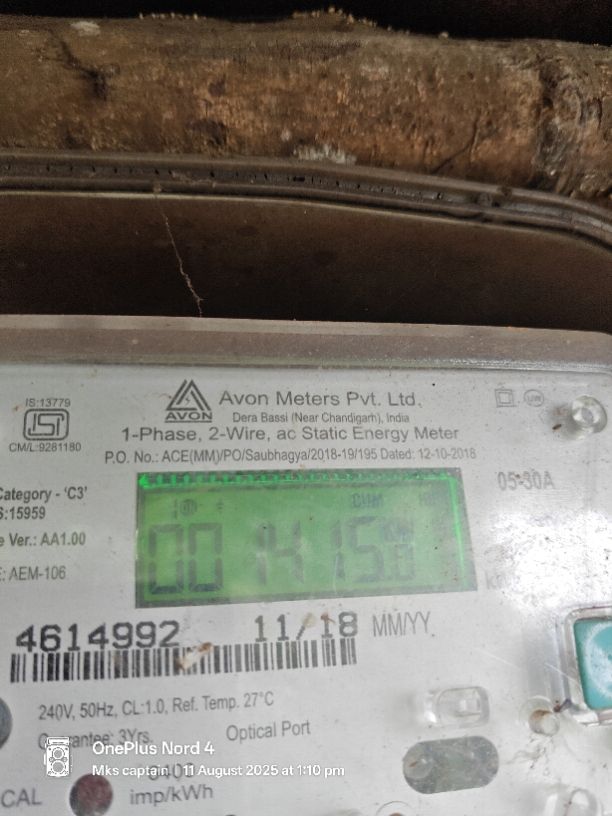 IS:13779
CM/L:9281180
AVON
Avon Meters Pvt. Ltd.
Dera Bassi (Near Chandigarh), India
1-Phase, 2-Wire, ac Static Energy Meter
P.O. No.: ACE(MM)/PO/Saubhagya/2018-19/195 Dated: 12-10-2018
Category - 'C3'
S:15959
e Ver.: AA1.00
E: AEM-106
05-30A
CUM
001415.0
4614992 11/18 MM/YY
240V, 50Hz, CL:1.0, Ref. Temp. 27°C
Guarantee: 3Yrs. Optical Port
imp/kWh
CAL
OnePlus Nord 4
Mks captain | 11 August 2025 at 1:10 pm